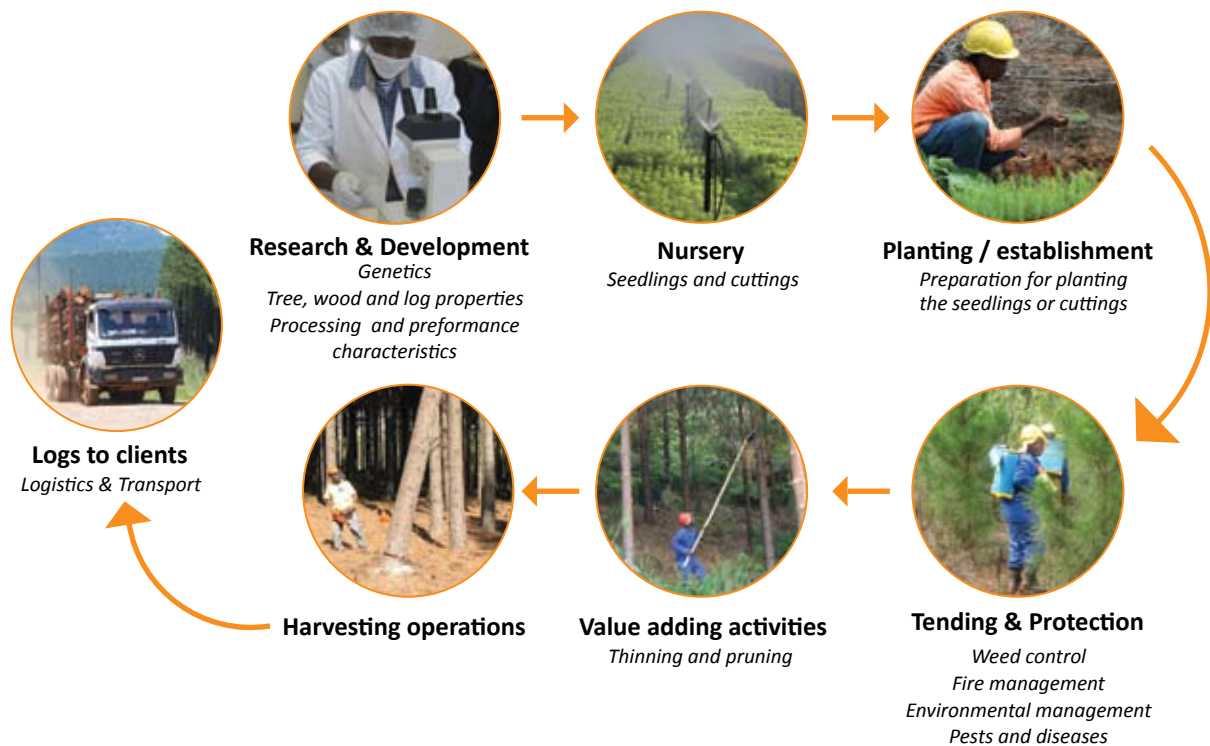 Research & Development
Genetics
Tree, wood and log properties
Processing and preformance
characteristics
Nursery
Seedlings and cuttings
Planting / establishment
Preparation for planting
the seedlings or cuttings
Tending & Protection
Weed control
Fire management
Environmental management
Pests and diseases
Value adding activities
Thinning and pruning
Harvesting operations
Logs to clients
Logistics & Transport